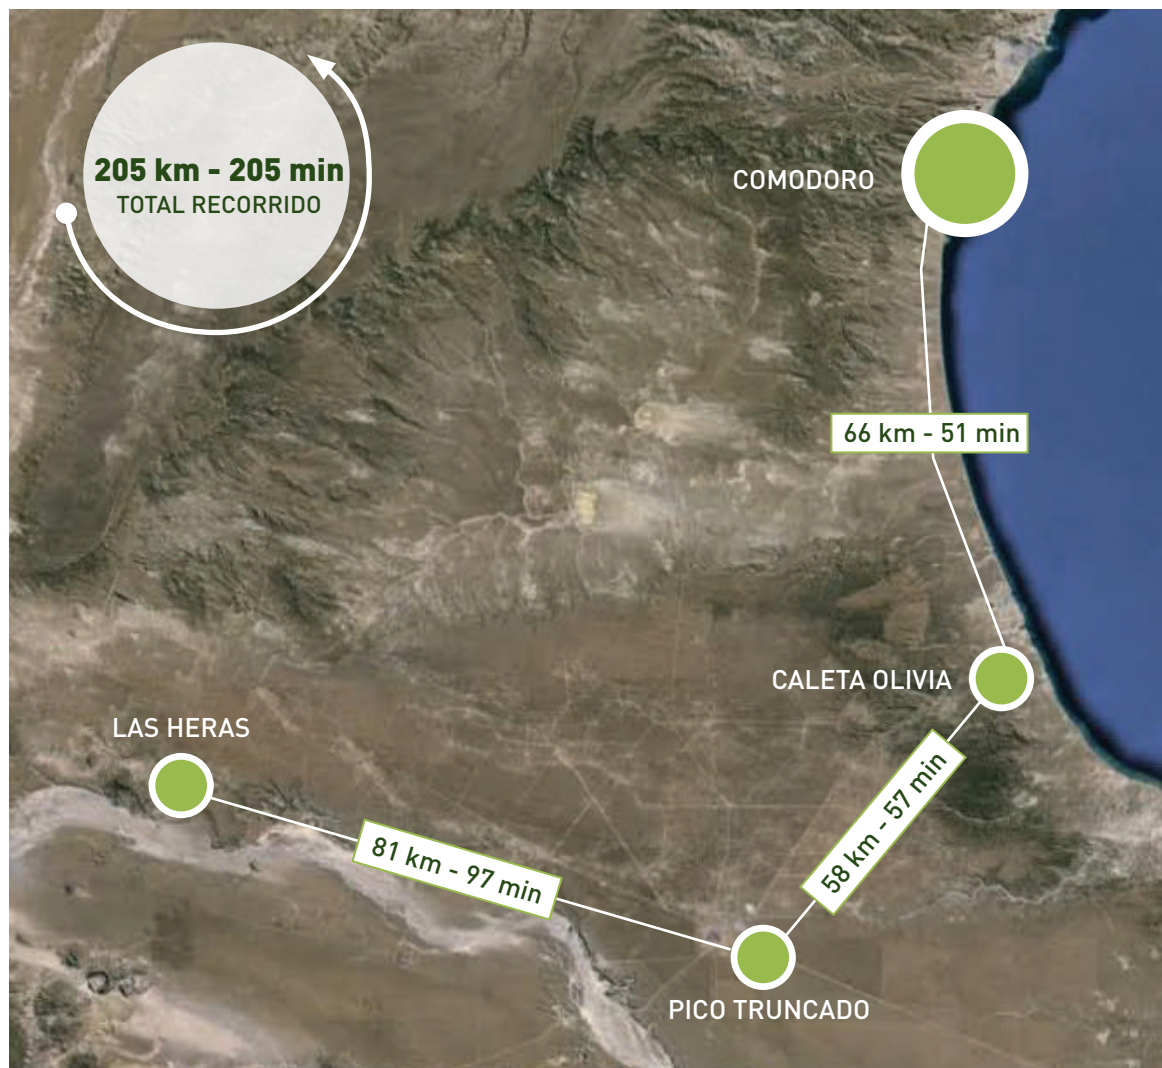 205 km - 205 min
TOTAL RECORRIDO
COMODORO
66 km - 51 min
CALETA OLIVIA
LAS HERAS
58 km - 57 min
81 km - 97 min
PICO TRUNCADO